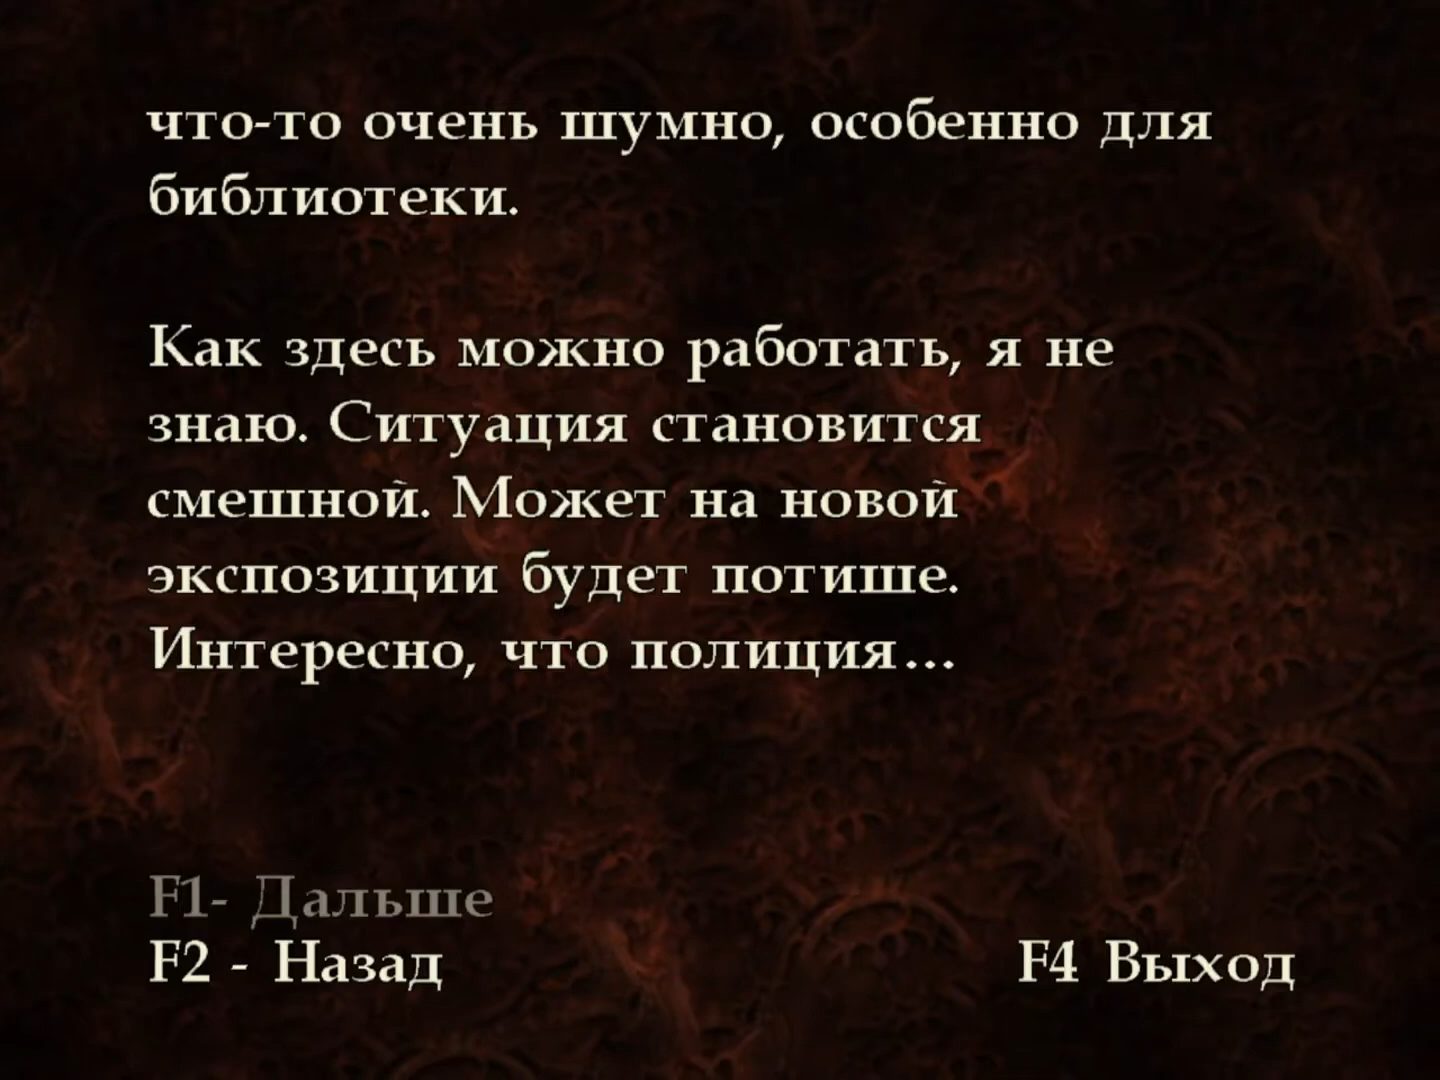 что-то очень шумно, особенно для
библиотеки.
Как здесь можно работать, я не
знаю. Ситуация становится
смешной. Может на новой
экспозиции будет потише.
Интересно, что полиция...
F1- Дальше
F2 - Назад
F4 Выход